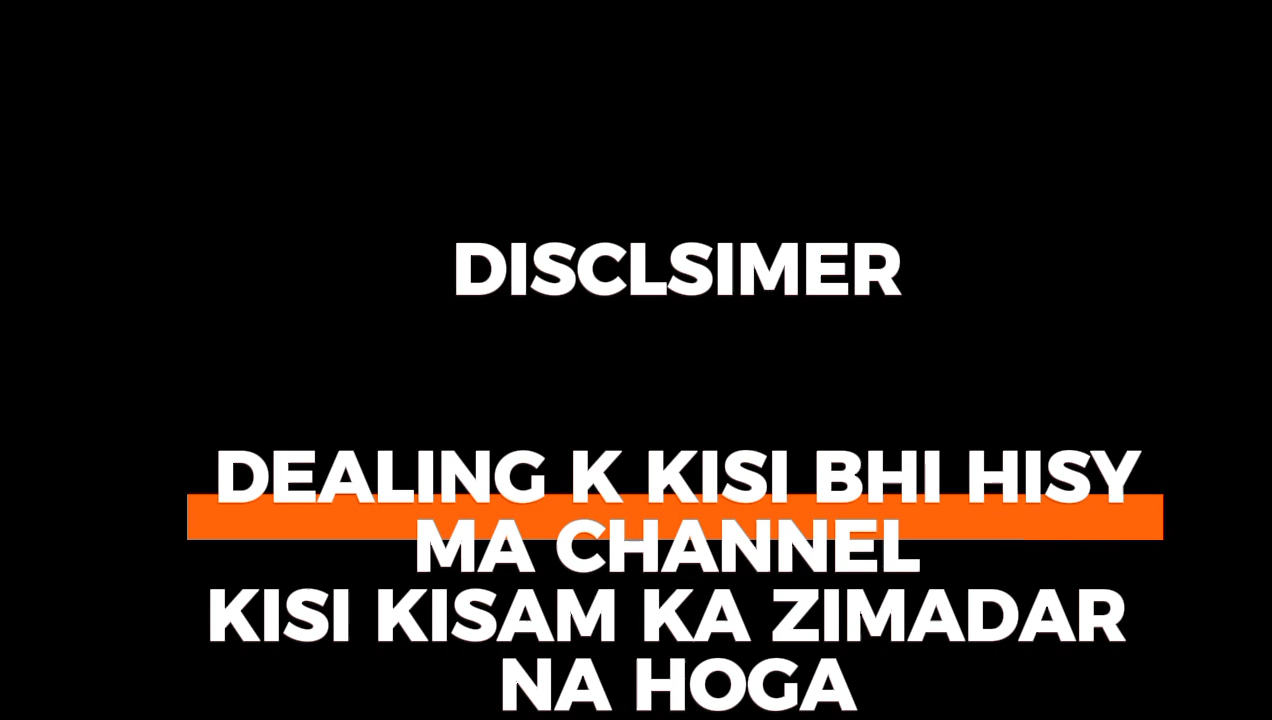 DISCLSIMER
DEALING K KISI BHI HISY
MA CHANNEL
KISI KISAM KA ZIMADAR
NA HOGA